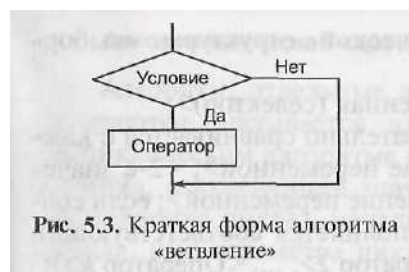 Условие
Нет
Да
Оператор
Рис. 5.3. Краткая форма алгоритма
«ветвление»